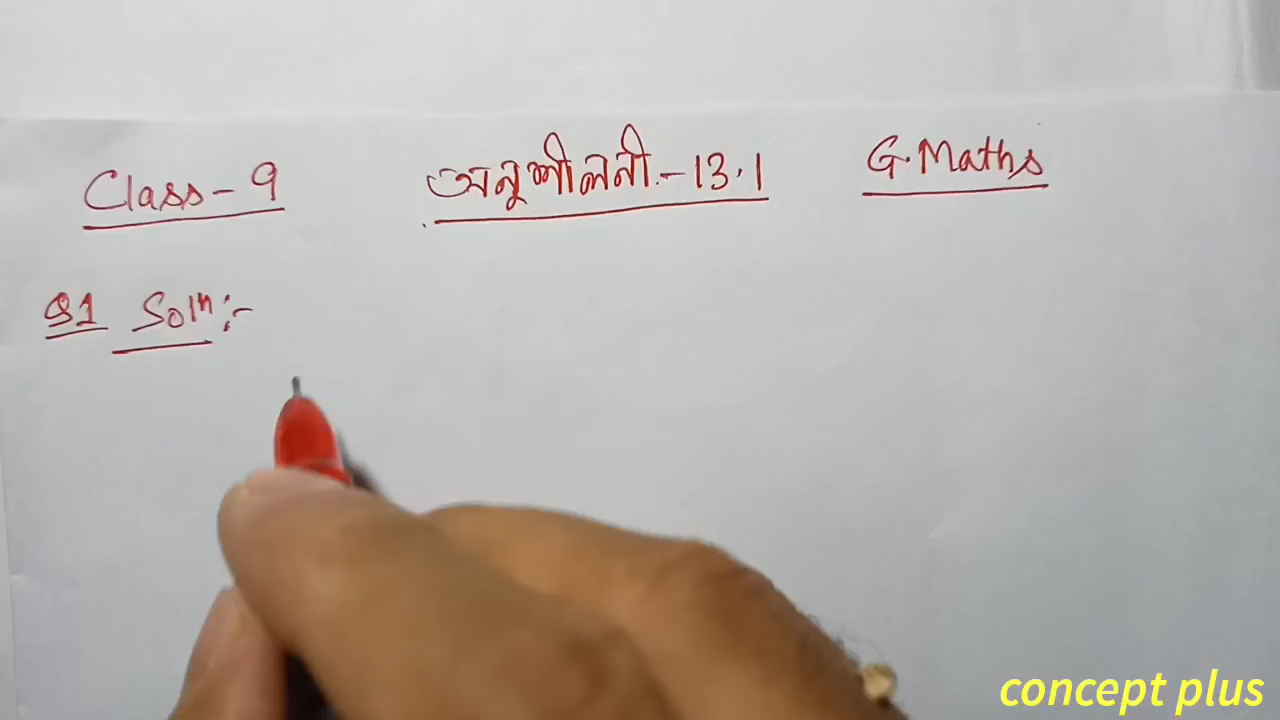 Class - 9 অনুশীলনী.- 13.1 G.Maths
Q1 Solⁿ :-
concept plus